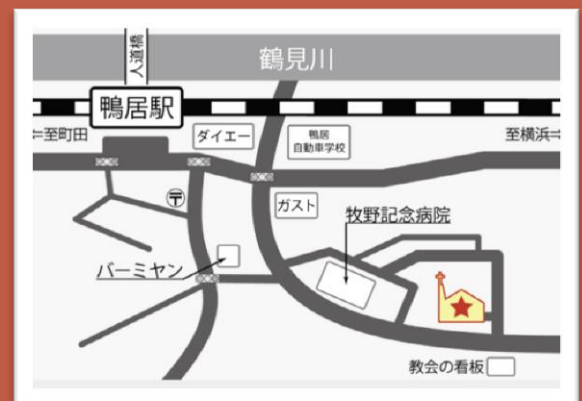 人道橋
鶴見川
鴨居駅
⇐至町田
ダイエー
鴨居
自動車学校
至横浜⇒
〒
ガスト
牧野記念病院
バーミヤン
教会の看板